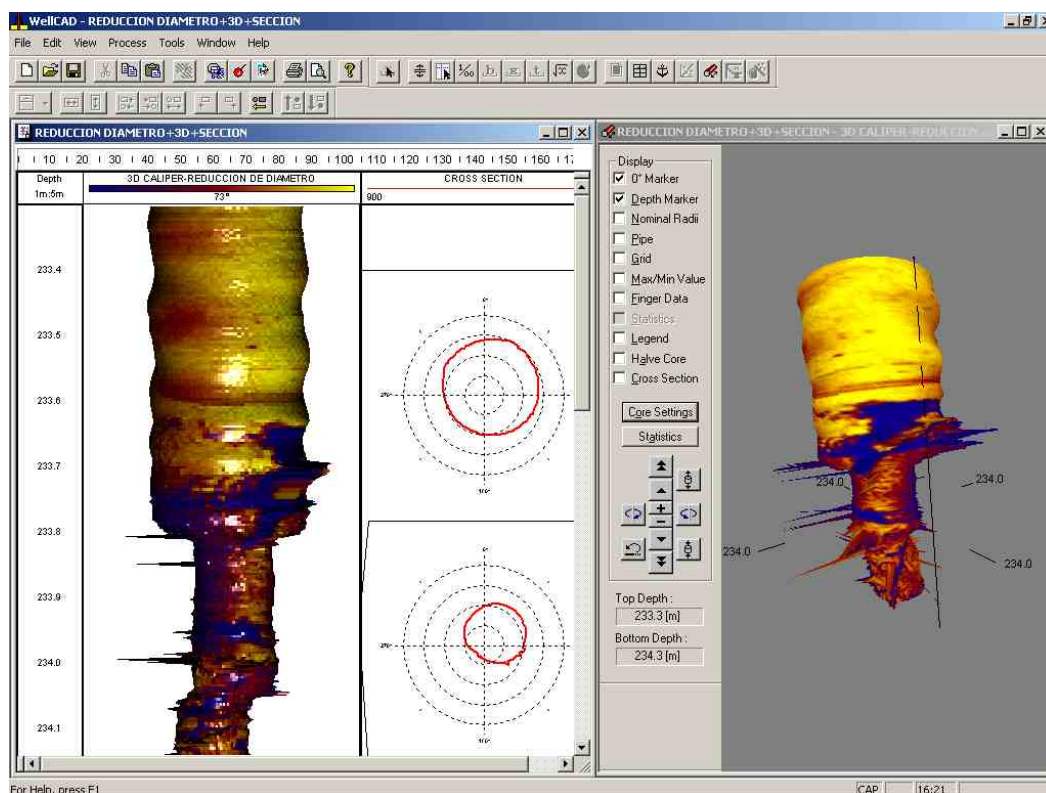 WellCAD - REDUCCION DIAMETRO+3D+SECCION
File Edit View Process Tools Window Help
REDUCCION DIAMETRO+3D+SECCION
10 20 30 40 50 60 70 80 90 100 110 120 130 140 150 160 17
Depth
1m:5m
3D CALIPER-REDUCCION DE DIAMETRO
73°
CROSS SECTION
900
233.4
233.5
233.6
233.7
233.8
233.9
234.0
234.1
0°
180°
0°
180°
REDUCCION DIAMETRO+3D+SECCION - 3D CALIPER-REDUCCION
Display
0° Marker
Depth Marker
Nominal Radii
Pipe
Grid
Max/Min Value
Finger Data
Statistics
Legend
Halve Core
Cross Section
Core Settings
Statistics
Top Depth :
233.3 [m]
Bottom Depth :
234.3 [m]
234.0
234.0
234.0
234.0
For Help, press F1
CAP
16:21